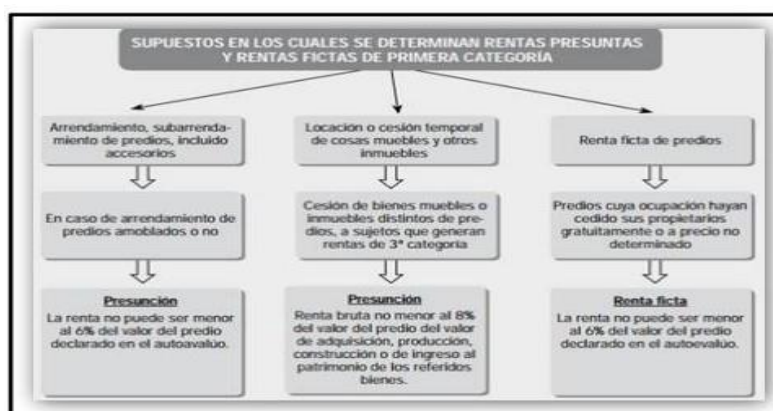 SUPUESTOS EN LOS CUALES SE DETERMINAN RENTAS PRESUNTAS
Y RENTAS FICTAS DE PRIMERA CATEGORÍA
Arrendamiento, subarrenda-
miento de predios, incluido
accesorios
En caso de arrendamiento de
predios amoblados o no
Presunción
La renta no puede ser menor
al 6% del valor del predio
declarado en el autoavalúo.
Locación o cesión temporal
de cosas muebles y otros
inmuebles
Cesión de bienes muebles o
inmuebles distintos de pre-
dios, a sujetos que generan
rentas de 3ª categoría
Presunción
Renta bruta no menor al 8%
del valor del predio del valor
de adquisición, producción,
construcción o de ingreso al
patrimonio de los referidos
bienes.
Renta ficta de predios
Predios cuya ocupación hayan
cedido sus propietarios
gratuitamente o a precio no
determinado
Renta ficta
La renta no puede ser menor
al 6% del valor del predio
declarado en el autoevalúo.